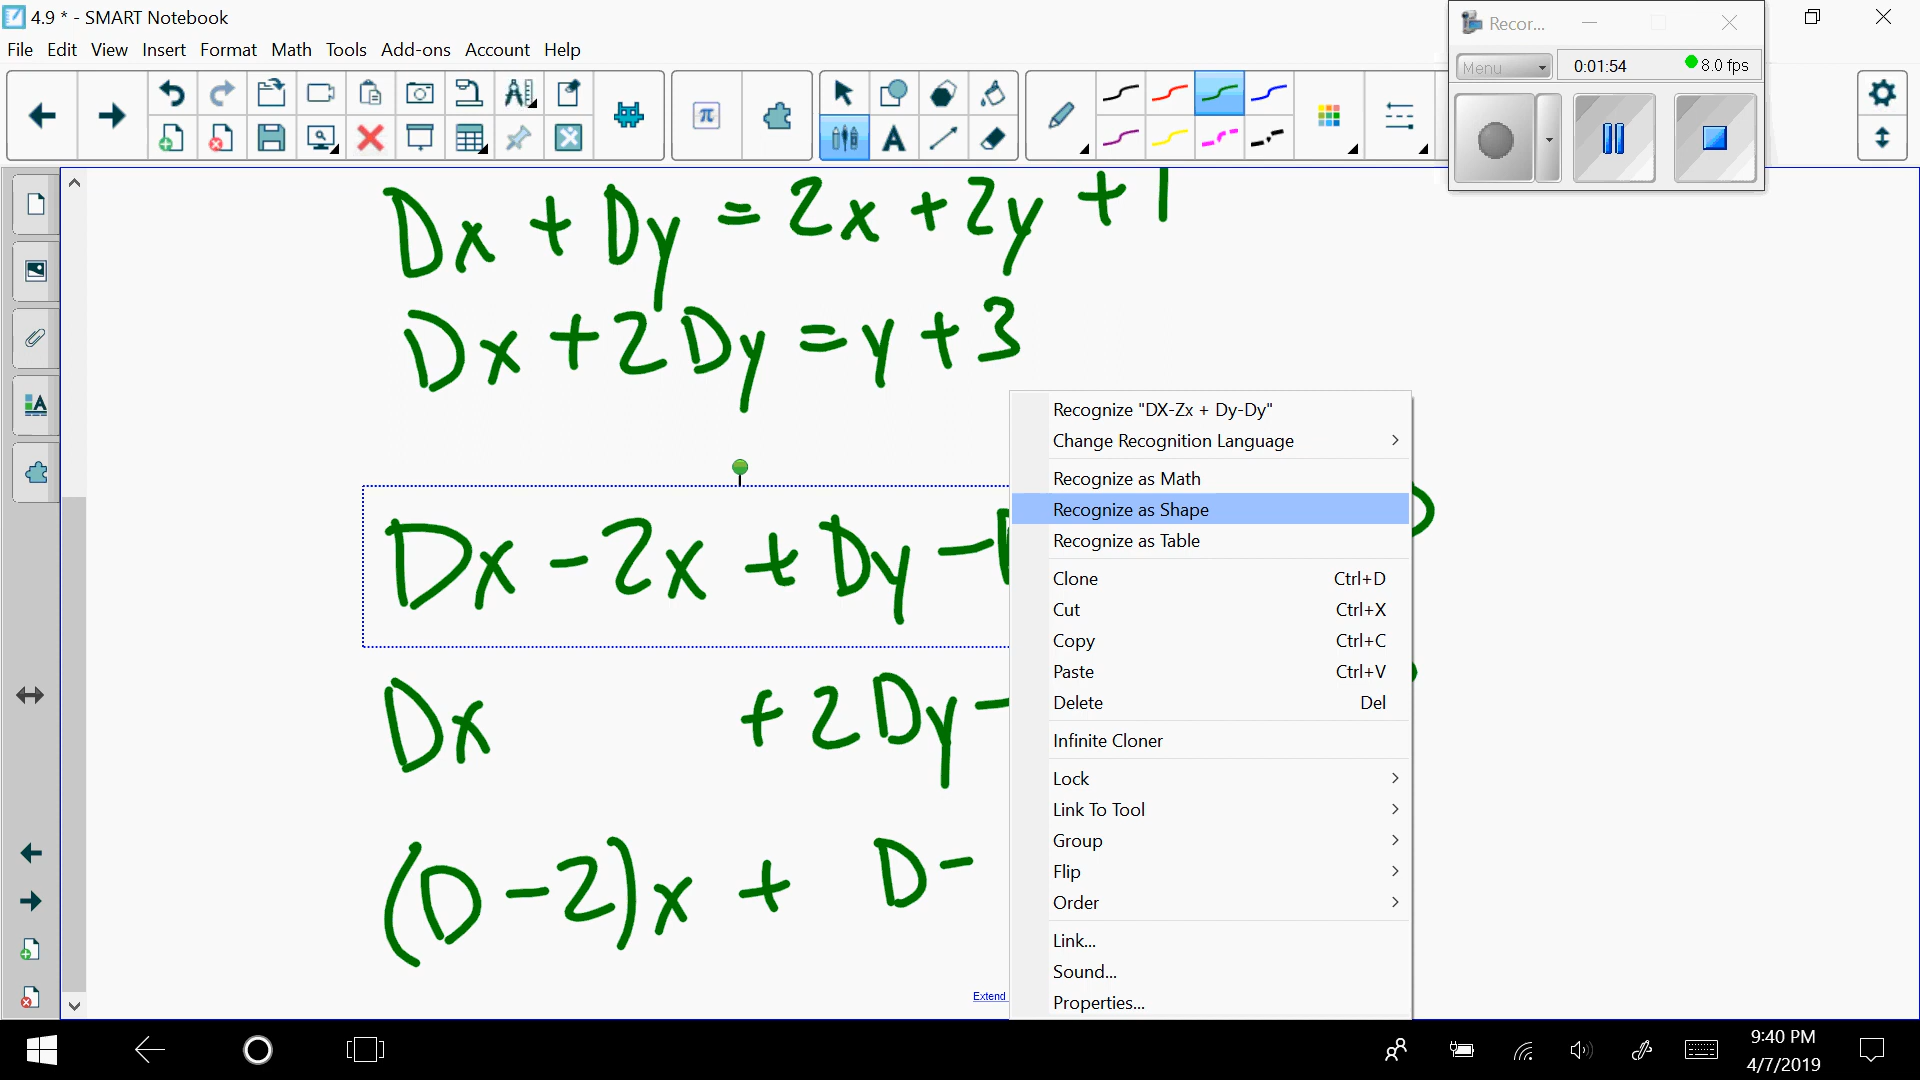 4.9 * - SMART Notebook
File Edit View Insert Format Math Tools Add-ons Account Help
Recor...
Menu 0:01:54 8.0 fps
π
A
Dx + Dy = 2x + 2y + 1
Dx + 2Dy = y + 3
Dx - 2x + Dy -
Dx + 2Dy -
(D - 2)x + D -
Recognize "DX-Zx + Dy-Dy"
Change Recognition Language
Recognize as Math
Recognize as Shape
Recognize as Table
Clone Ctrl+D
Cut Ctrl+X
Copy Ctrl+C
Paste Ctrl+V
Delete Del
Infinite Cloner
Lock
Link To Tool
Group
Flip
Order
Link...
Sound...
Properties...
Extend
9:40 PM
4/7/2019